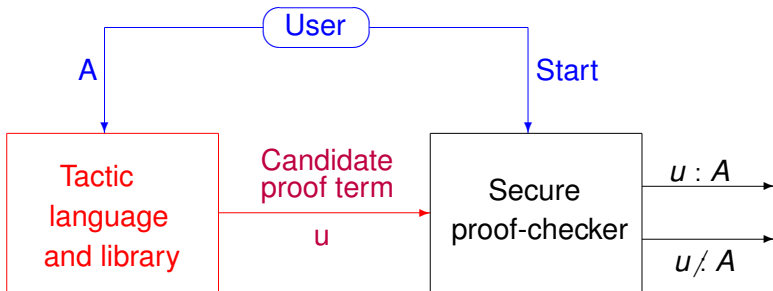 User
A
Start
Tactic
language
and library
Candidate
proof term
u
Secure
proof-checker
u : A
u /: A